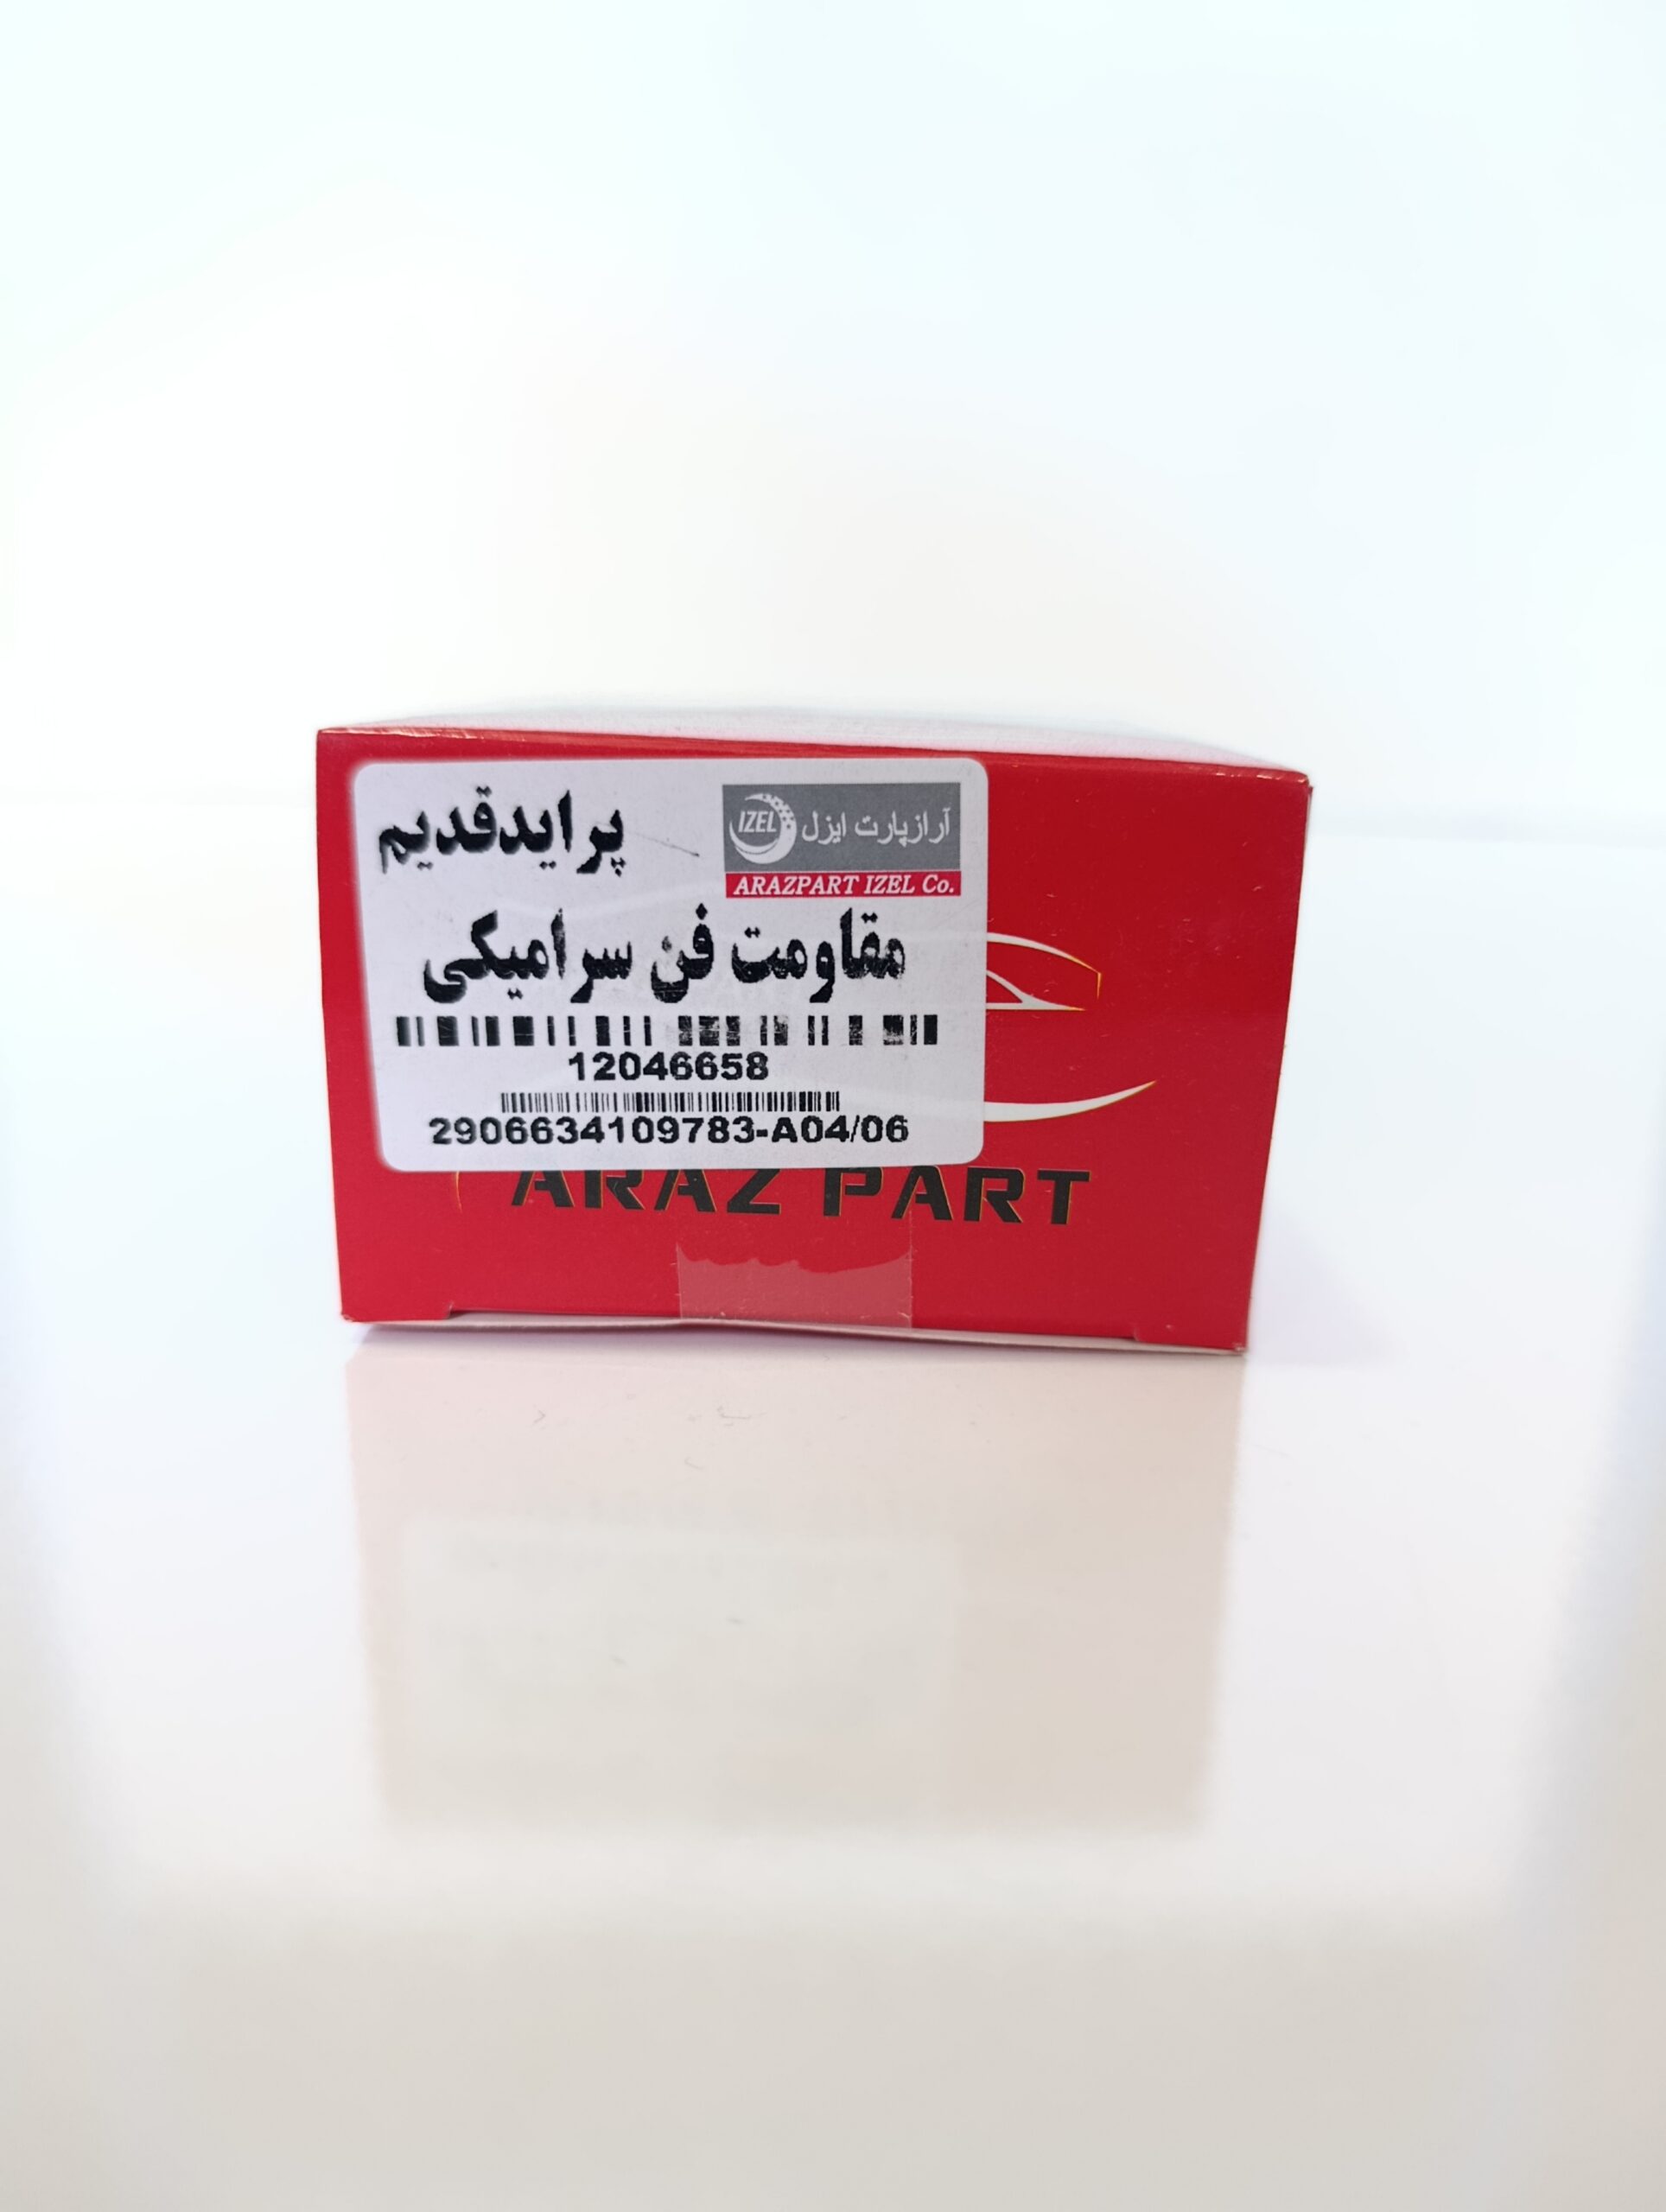 پرایدقدیم
IZEL آرازپارت ایزل
ARAZPART IZEL Co.
مقاومت فن سرامیکی
12046658
2906634109783-A04/06
ARAZ PART